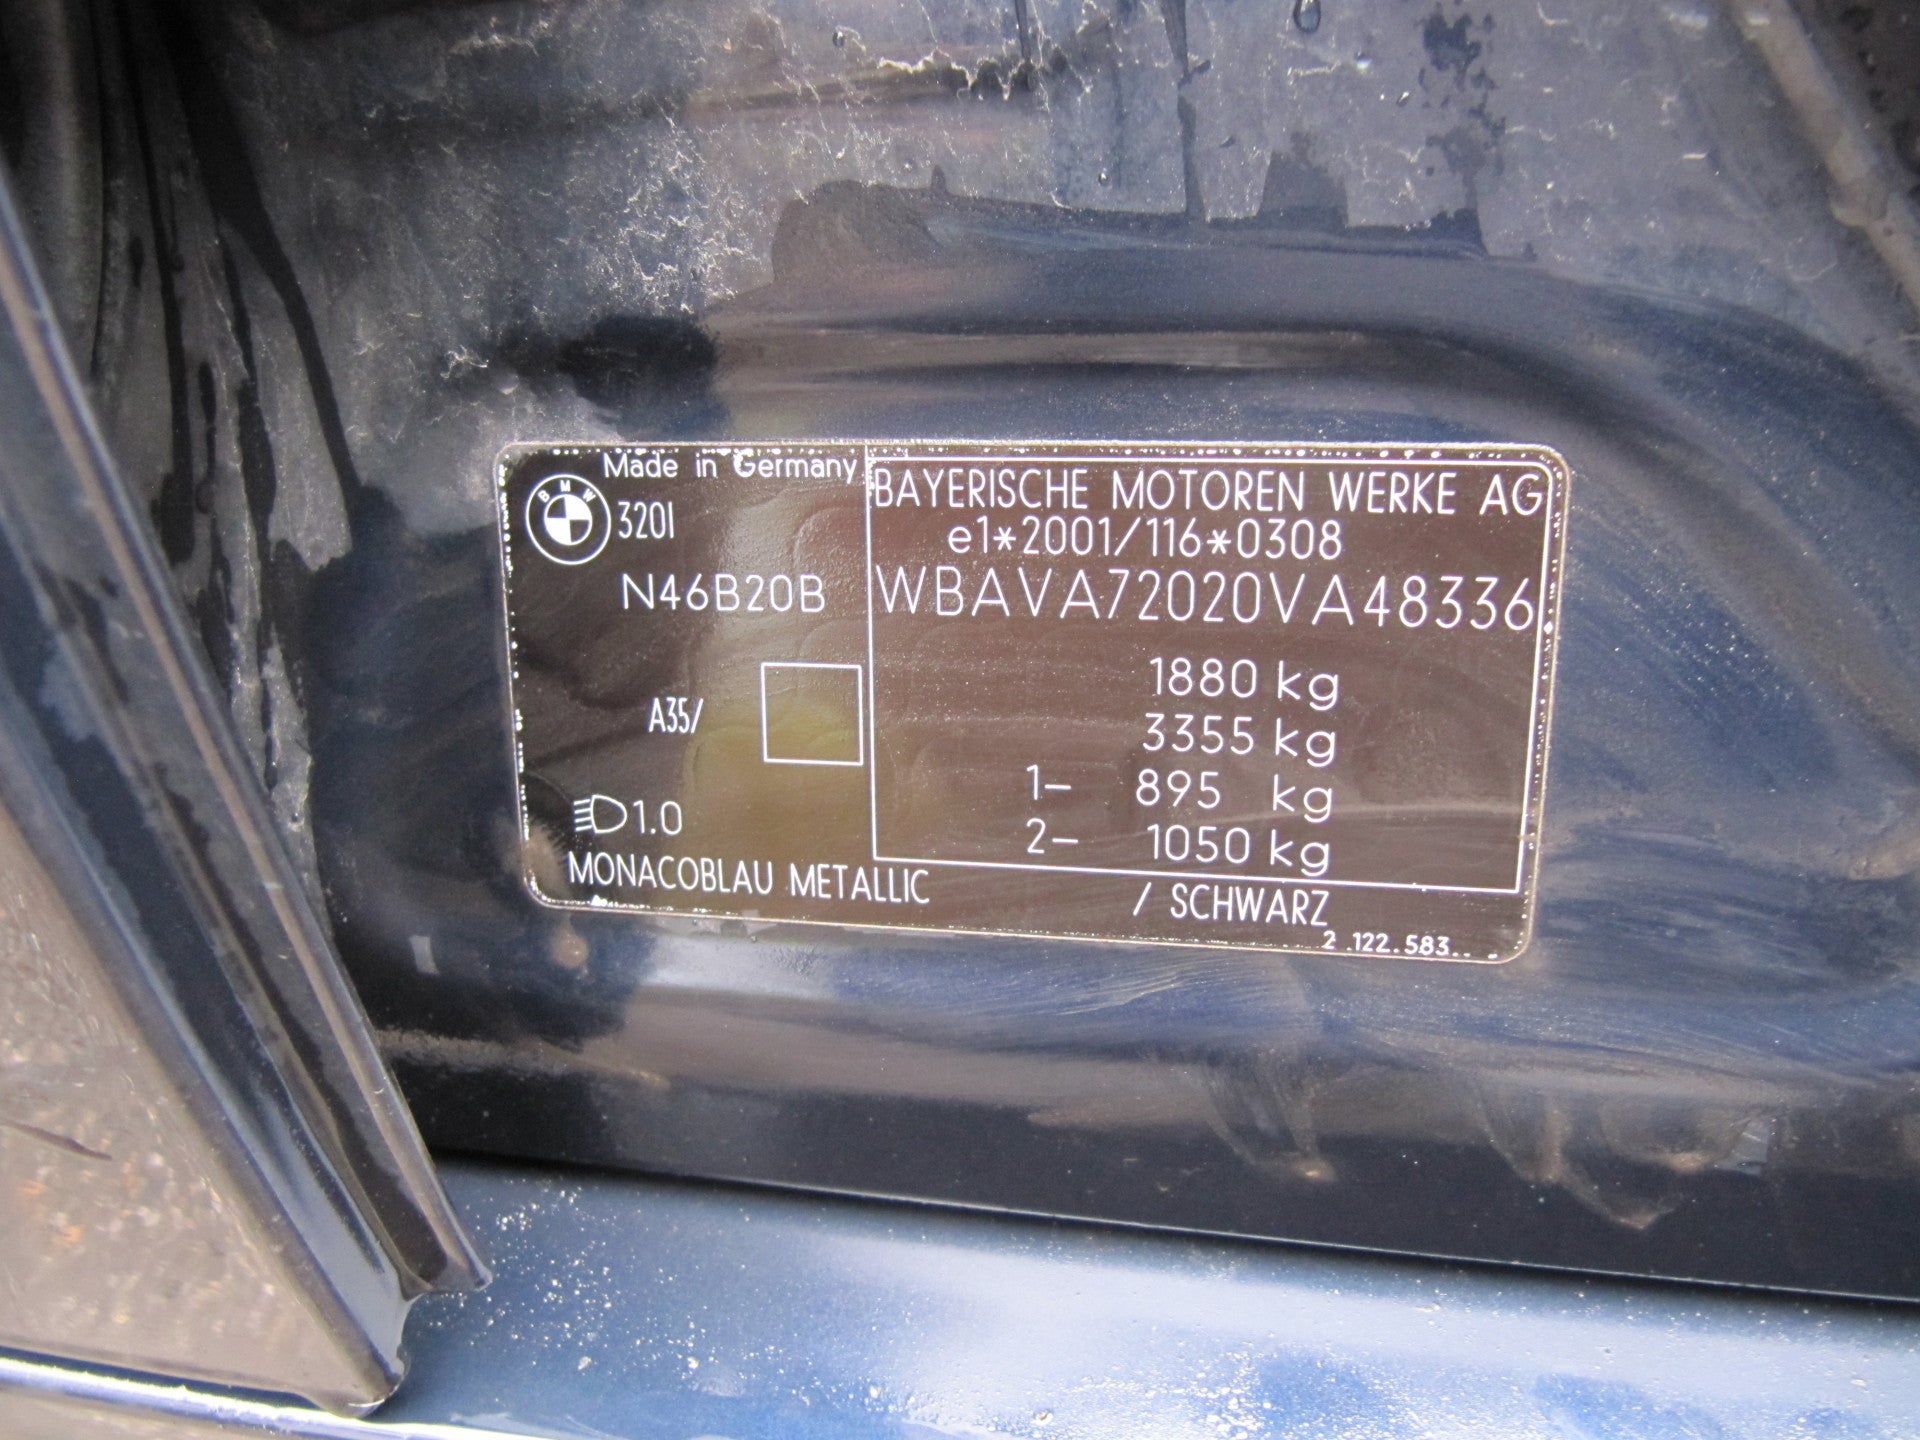 Made in Germany
BMW
320I
N46B20B
A35/
1.0
MONACOBLAU METALLIC / SCHWARZ
BAYERISCHE MOTOREN WERKE AG
e1*2001/116*0308
WBAVA72020VA48336
1880 kg
3355 kg
1- 895 kg
2- 1050 kg
2 122.583